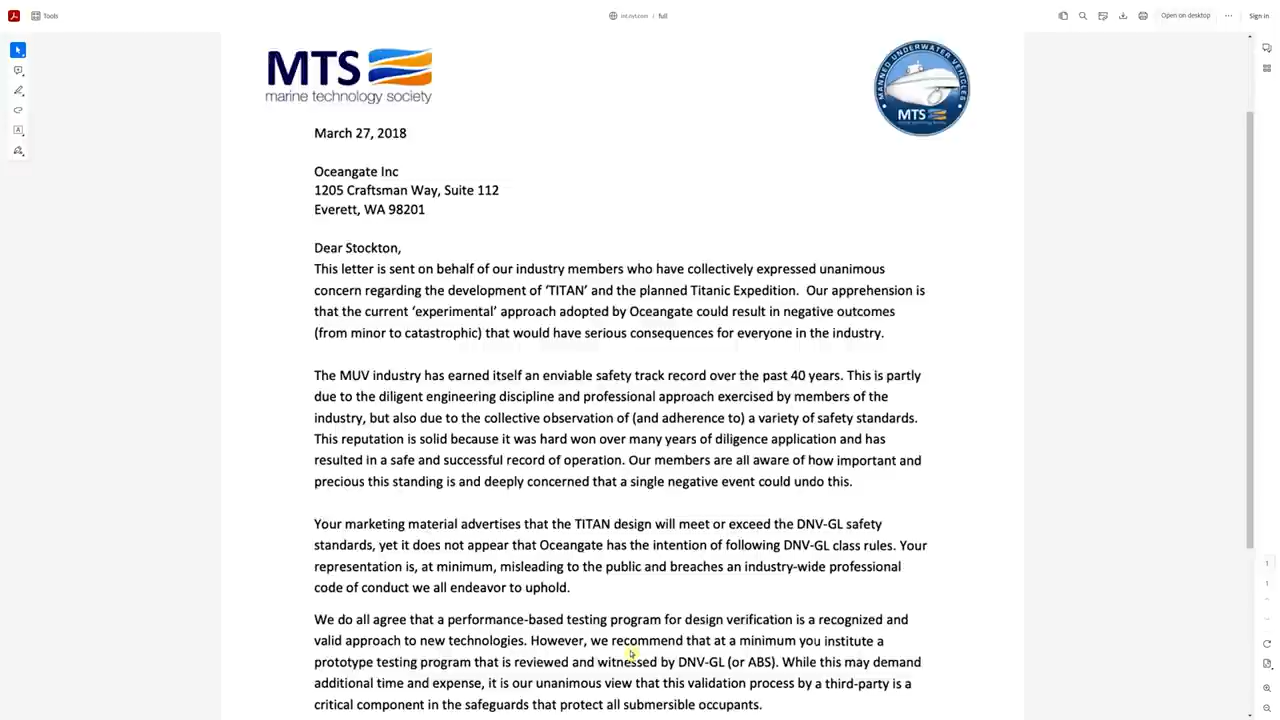 Tools
int.nyt.com / full
Open on desktop
Sign in
MTS
marine technology society
MANNED UNDERWATER VEHICLES
MTS
marine technology society
March 27, 2018
Oceangate Inc
1205 Craftsman Way, Suite 112
Everett, WA 98201
Dear Stockton,
This letter is sent on behalf of our industry members who have collectively expressed unanimous
concern regarding the development of ‘TITAN’ and the planned Titanic Expedition.  Our apprehension is
that the current ‘experimental’ approach adopted by Oceangate could result in negative outcomes
(from minor to catastrophic) that would have serious consequences for everyone in the industry.
The MUV industry has earned itself an enviable safety track record over the past 40 years. This is partly
due to the diligent engineering discipline and professional approach exercised by members of the
industry, but also due to the collective observation of (and adherence to) a variety of safety standards.
This reputation is solid because it was hard won over many years of diligence application and has
resulted in a safe and successful record of operation. Our members are all aware of how important and
precious this standing is and deeply concerned that a single negative event could undo this.
Your marketing material advertises that the TITAN design will meet or exceed the DNV-GL safety
standards, yet it does not appear that Oceangate has the intention of following DNV-GL class rules. Your
representation is, at minimum, misleading to the public and breaches an industry-wide professional
code of conduct we all endeavor to uphold.
We do all agree that a performance-based testing program for design verification is a recognized and
valid approach to new technologies. However, we recommend that at a minimum you institute a
prototype testing program that is reviewed and witnessed by DNV-GL (or ABS). While this may demand
additional time and expense, it is our unanimous view that this validation process by a third-party is a
critical component in the safeguards that protect all submersible occupants.
1
1